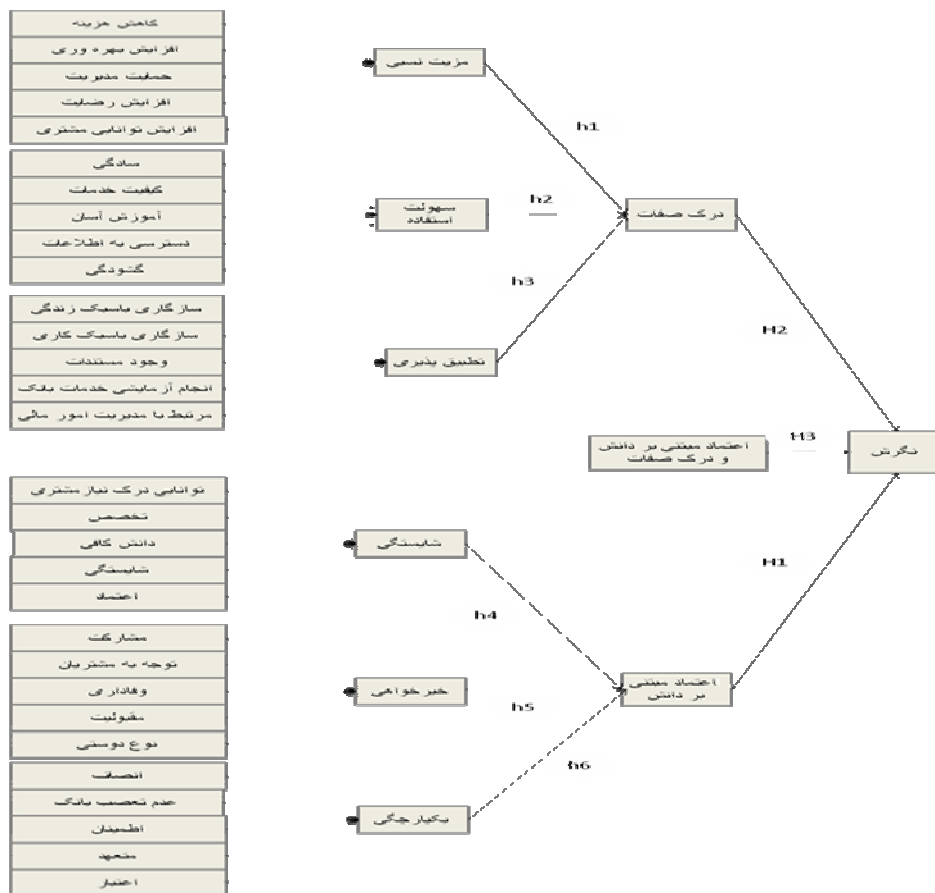 کاهش هزینه
افزایش بهره وری
حمایت مدیریت
افزایش رضایت
افزایش توانایی مشتری
سادگی
کیفیت خدمات
آموزش آسان
دسترسی به اطلاعات
گشودگی
سازگاری باسبک زندگی
سازگاری باسبک کاری
وجود مستندات
انجام آزمایشی خدمات بانک
مرتبط با مدیریت امور مالی
توانایی درک نیاز مشتری
تخصص
دانش کافی
شایستگی
اعتماد
مشارکت
توجه به مشتریان
وفاداری
مقبولیت
نوع دوستی
انصاف
عدم تعصب بانک
اطمینان
متعهد
اعتبار
مزیت نسبی
سهولت
استفاده
تطبیق پذیری
شایستگی
خیرخواهی
یکپارچگی
h1
h2
h3
h4
h5
h6
درک صفات
اعتماد مبتنی بر دانش
و درک صفات
اعتماد مبتنی
بر دانش
H2
H3
H1
نگرش